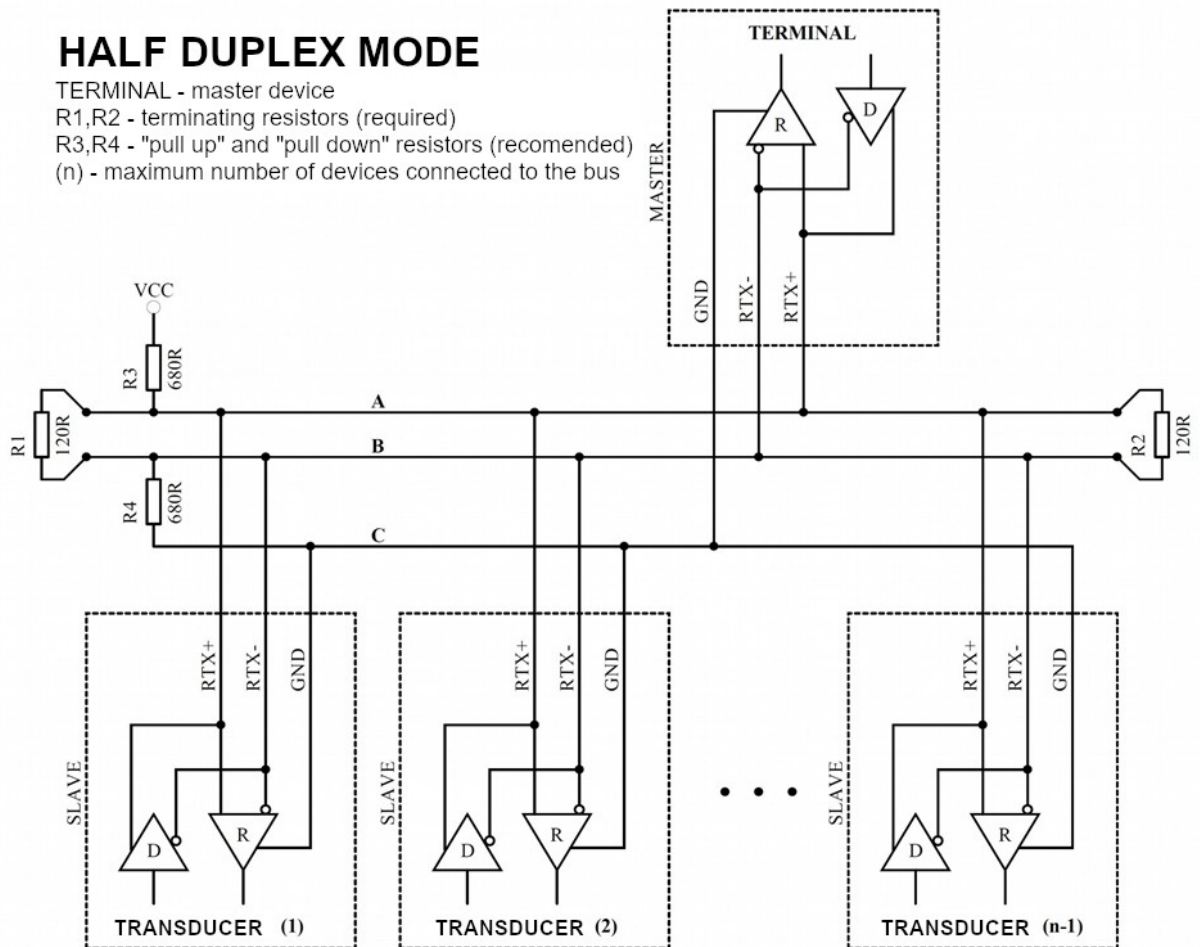 HALF DUPLEX MODE
TERMINAL - master device
R1,R2 - terminating resistors (required)
R3,R4 - "pull up" and "pull down" resistors (recomended)
(n) - maximum number of devices connected to the bus
TERMINAL
R
D
MASTER
GND
RTX-
RTX+
VCC
R3
680R
R1
120R
A
B
R2
120R
R4
680R
C
RTX+
RTX-
GND
SLAVE
D
R
TRANSDUCER (1)
RTX+
RTX-
GND
SLAVE
D
R
TRANSDUCER (2)
• • •
RTX+
RTX-
GND
SLAVE
D
R
TRANSDUCER (n-1)